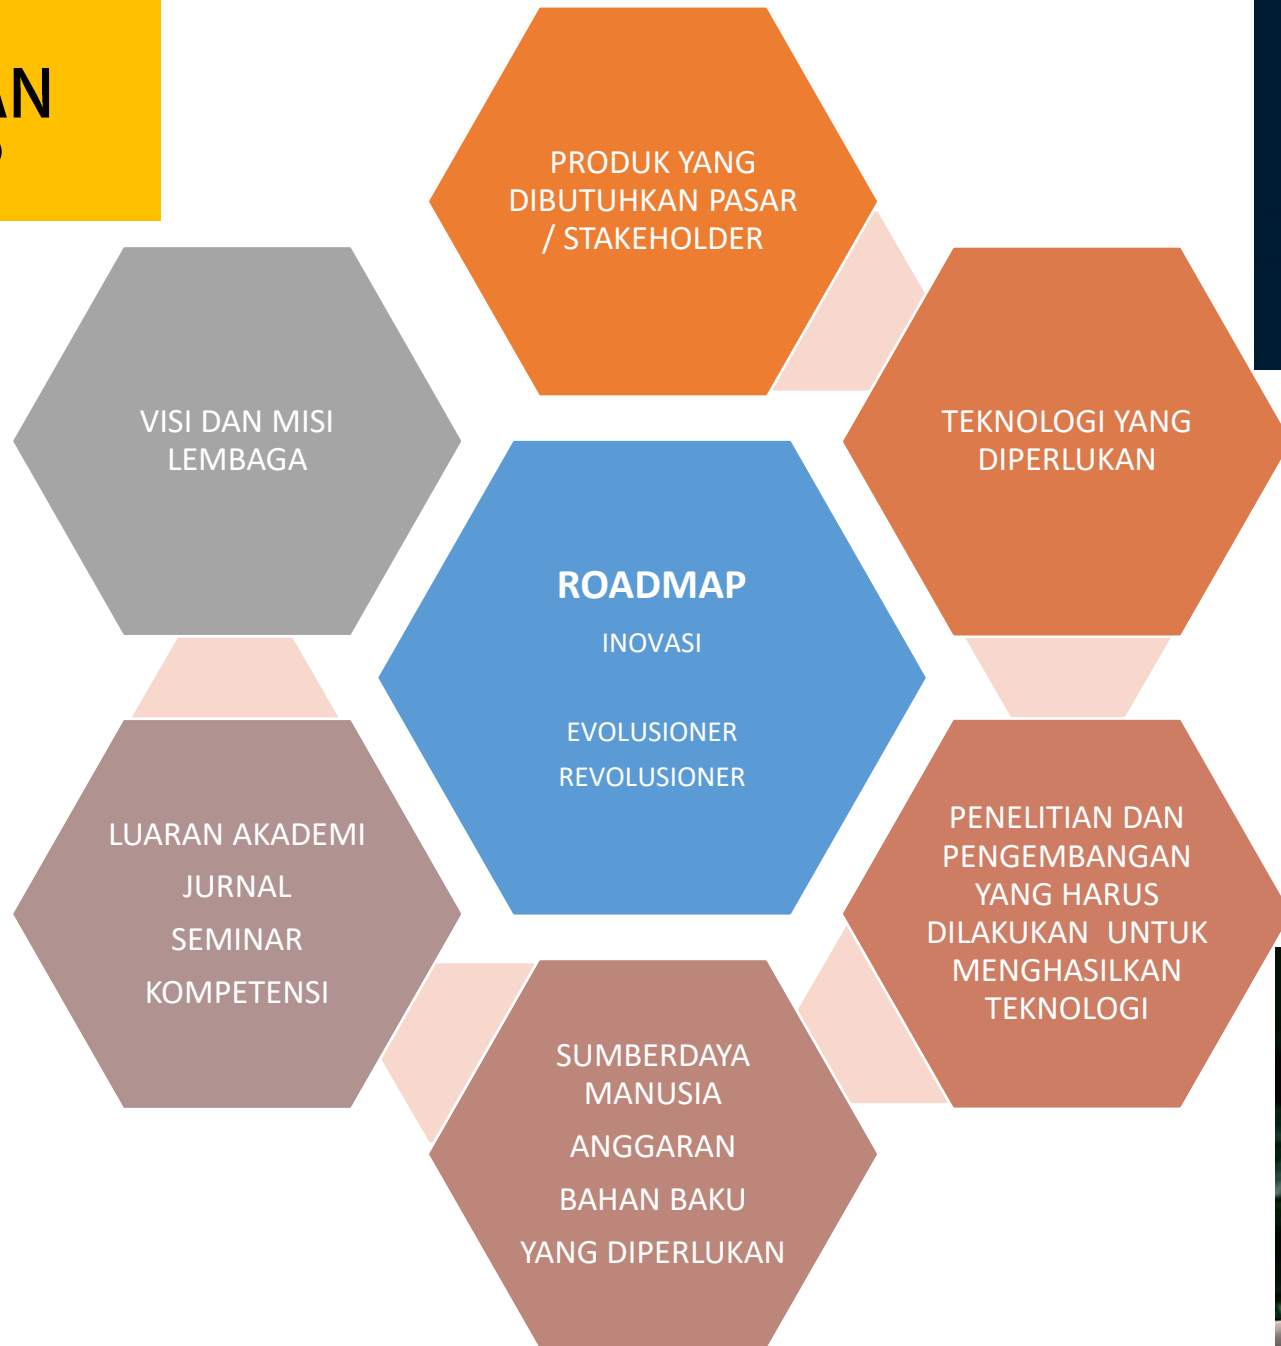 PRODUK YANG
DIBUTUHKAN PASAR
/ STAKEHOLDER
VISI DAN MISI
LEMBAGA
TEKNOLOGI YANG
DIPERLUKAN
ROADMAP
INOVASI
EVOLUSIONER
REVOLUSIONER
LUARAN AKADEMI
JURNAL
SEMINAR
KOMPETENSI
PENELITIAN DAN
PENGEMBANGAN
YANG HARUS
DILAKUKAN UNTUK
MENGHASILKAN
TEKNOLOGI
SUMBERDAYA
MANUSIA
ANGGARAN
BAHAN BAKU
YANG DIPERLUKAN